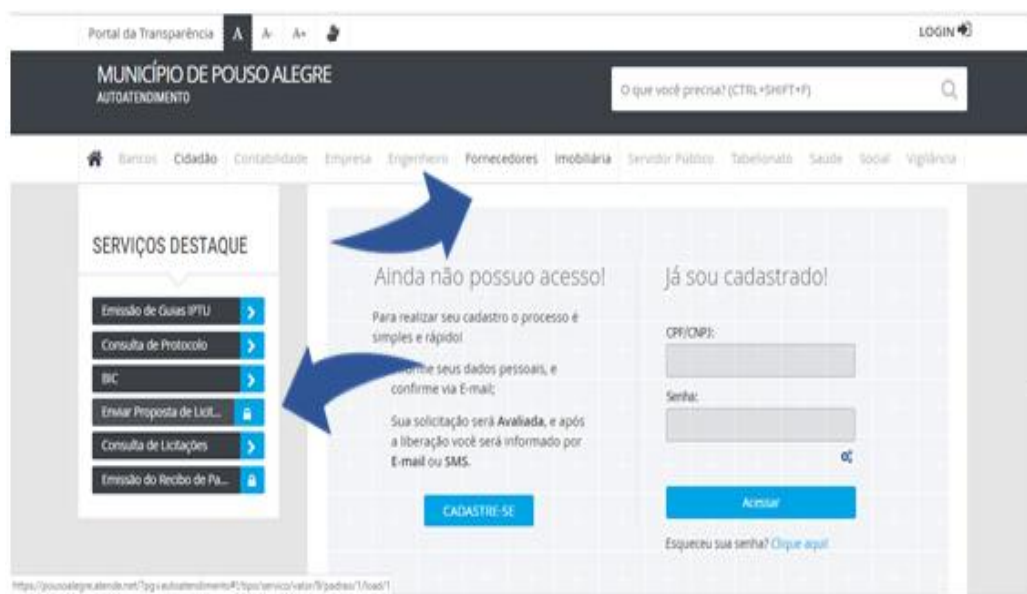 Portal da Transparência A A- A+ LOGIN
MUNICÍPIO DE POUSO ALEGRE
AUTOATENDIMENTO
O que você precisa? (CTRL+SHIFT+F)
Bancos Cidadão Contabilidade Empresa Engenheiro Fornecedores Imobiliária Servidor Público Tabelionato Saúde Social Vigilância
SERVIÇOS DESTAQUE
Emissão de Guias IPTU
Consulta de Protocolo
BIC
Enviar Proposta de Licit...
Consulta de Licitações
Emissão do Recibo de Pa...
Ainda não possuo acesso!
Para realizar seu cadastro o processo é
simples e rápido!
seus dados pessoais, e
confirme via E-mail;
Sua solicitação será Avaliada, e após
a liberação você será informado por
E-mail ou SMS.
CADASTRE-SE
Já sou cadastrado!
CPF/CNPJ:
Senha:
Acessar
Esqueceu sua senha? Clique aqui!